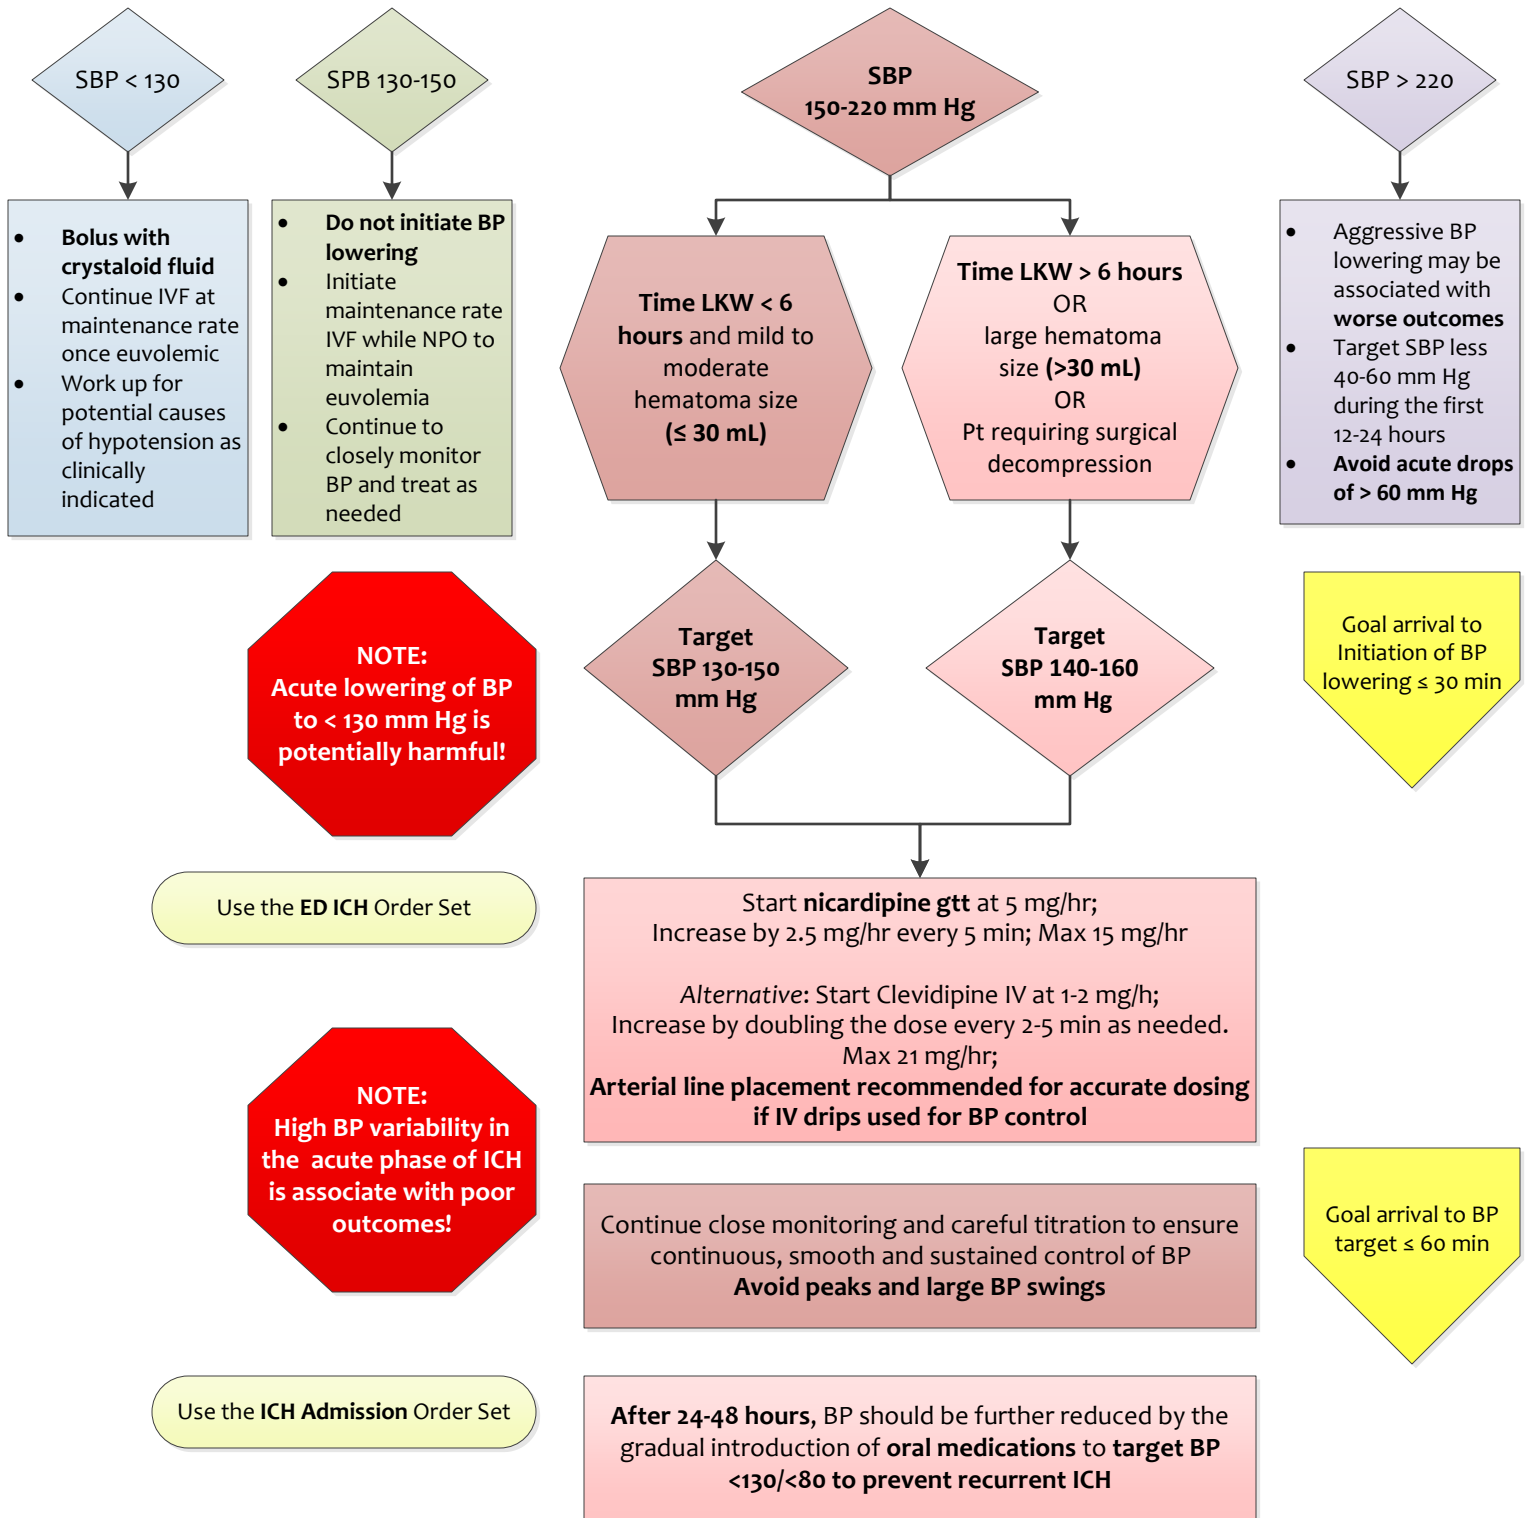 SBP < 130
SPB 130-150
SBP
150-220 mm Hg
SBP > 220
• Bolus with
crystaloid fluid
• Continue IVF at
maintenance rate
once euvolemic
• Work up for
potential causes
of hypotension as
clinically
indicated
• Do not initiate BP
lowering
• Initiate
maintenance rate
IVF while NPO to
maintain
euvolemia
• Continue to
closely monitor
BP and treat as
needed
Time LKW < 6
hours and mild to
moderate
hematoma size
(≤ 30 mL)
Time LKW > 6 hours
OR
large hematoma
size (>30 mL)
OR
Pt requiring surgical
decompression
• Aggressive BP
lowering may be
associated with
worse outcomes
• Target SBP less
40-60 mm Hg
during the first
12-24 hours
• Avoid acute drops
of > 60 mm Hg
NOTE:
Acute lowering of BP
to < 130 mm Hg is
potentially harmful!
Target
SBP 130-150
mm Hg
Target
SBP 140-160
mm Hg
Goal arrival to
Initiation of BP
lowering ≤ 30 min
Use the ED ICH Order Set
Start nicardipine gtt at 5 mg/hr;
Increase by 2.5 mg/hr every 5 min; Max 15 mg/hr
Alternative: Start Clevidipine IV at 1-2 mg/h;
Increase by doubling the dose every 2-5 min as needed.
Max 21 mg/hr;
Arterial line placement recommended for accurate dosing
if IV drips used for BP control
NOTE:
High BP variability in
the acute phase of ICH
is associate with poor
outcomes!
Continue close monitoring and careful titration to ensure
continuous, smooth and sustained control of BP
Avoid peaks and large BP swings
Goal arrival to BP
target ≤ 60 min
Use the ICH Admission Order Set
After 24-48 hours, BP should be further reduced by the
gradual introduction of oral medications to target BP
<130/<80 to prevent recurrent ICH